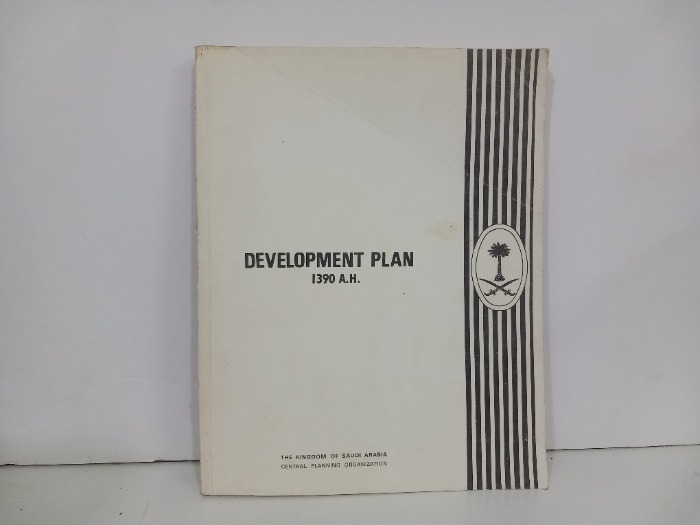 DEVELOPMENT PLAN
1390 A.H.
THE KINGDOM OF SAUDI ARABIA
CENTRAL PLANNING ORGANIZATION